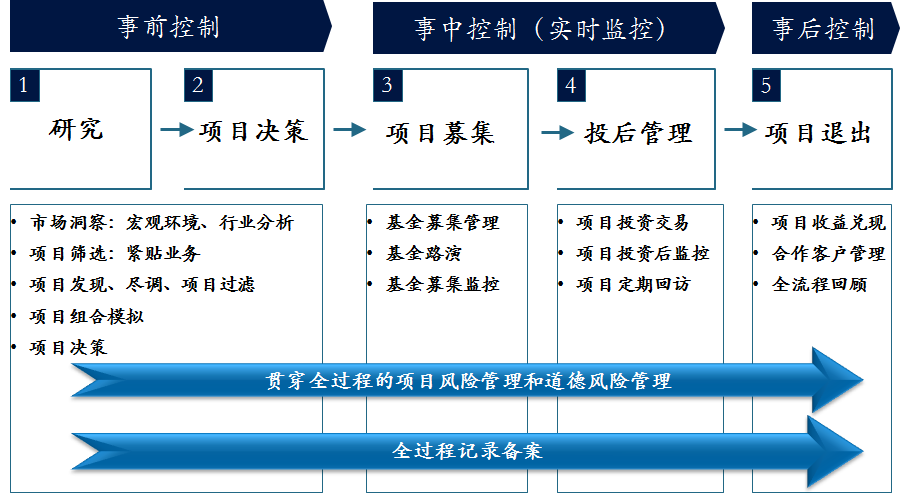 事前控制
事中控制（实时监控）
事后控制
1
研究
2
项目决策
3
项目募集
4
投后管理
5
项目退出
• 市场洞察：宏观环境、行业分析
• 项目筛选：紧贴业务
• 项目发现、尽调、项目过滤
• 项目组合模拟
• 项目决策
• 基金募集管理
• 基金路演
• 基金募集监控
• 项目投资交易
• 项目投资后监控
• 项目定期回访
• 项目收益兑现
• 合作客户管理
• 全流程回顾
贯穿全过程的项目风险管理和道德风险管理
全过程记录备案